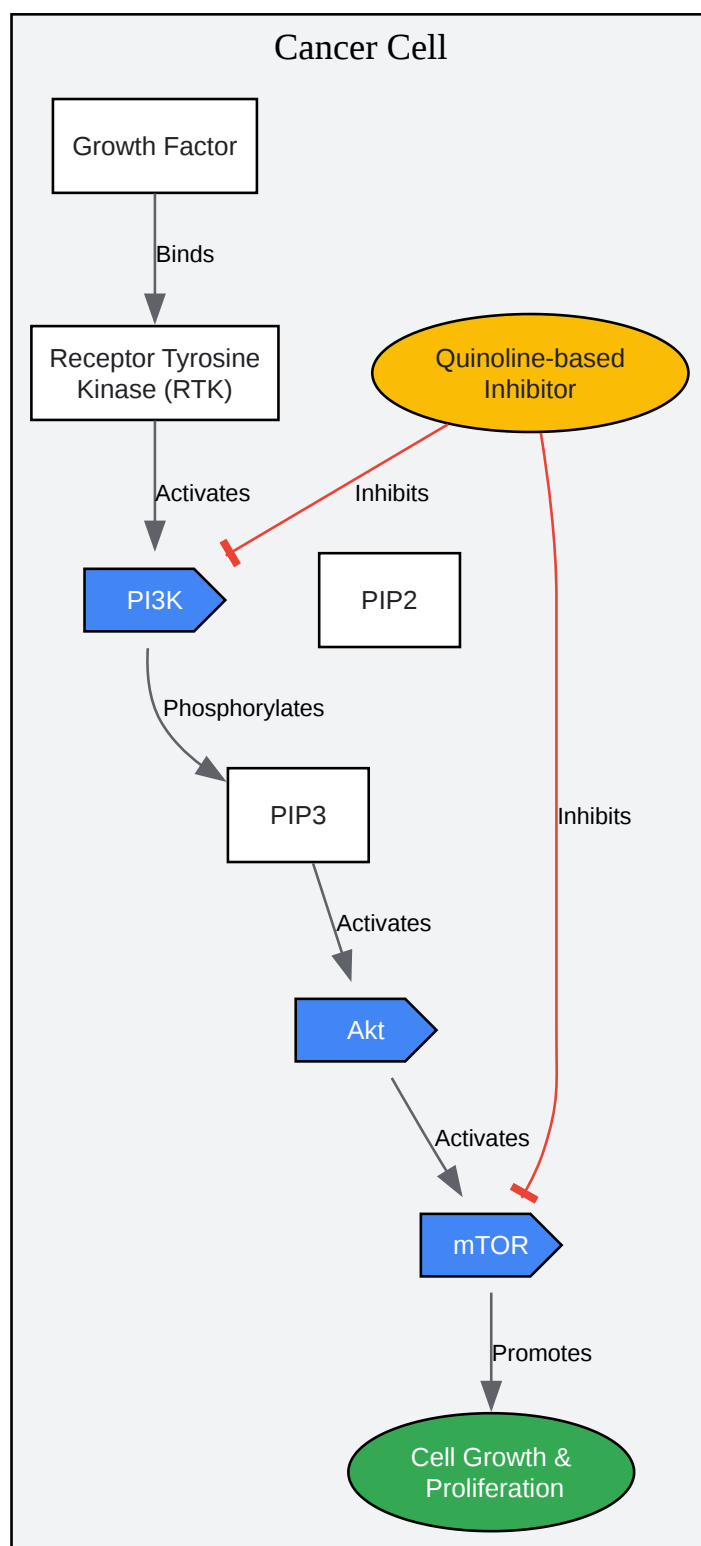 Cancer Cell
Growth Factor
Binds
Receptor Tyrosine
Kinase (RTK)
Quinoline-based
Inhibitor
Activates
Inhibits
PI3K
PIP2
Phosphorylates
PIP3
Inhibits
Activates
Akt
Activates
mTOR
Promotes
Cell Growth &
Proliferation